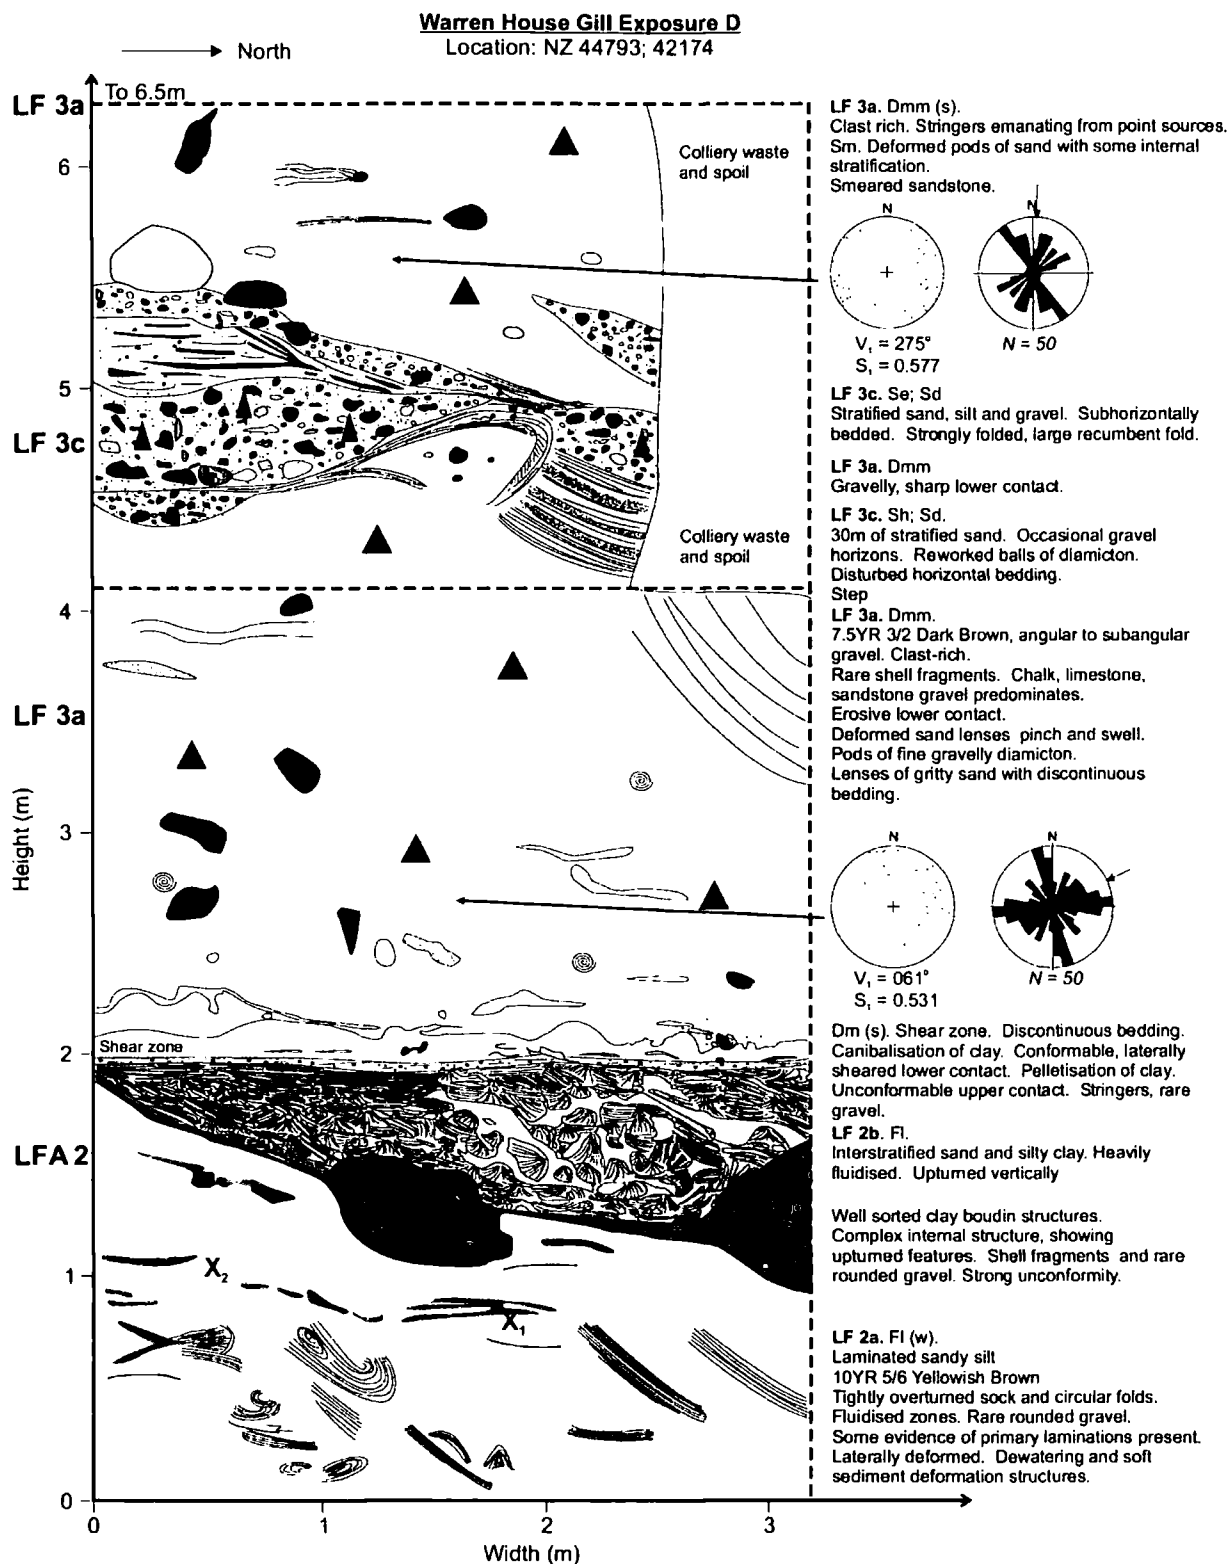 Warren House Gill Exposure D
Location: NZ 44793; 42174
North
To 6.5m
LF 3a
6
5
LF 3c
4
LF 3a
3
2
LFA 2
1
0
Height (m)
Colliery waste
and spoil
Colliery waste
and spoil
Shear zone
X2
X1
0
1
2
3
Width (m)
LF 3a. Dmm (s).
Clast rich. Stringers emanating from point sources.
Sm. Deformed pods of sand with some internal
stratification.
Smeared sandstone.
N
N
V₁ = 275°
S₁ = 0.577
N = 50
LF 3c. Se; Sd
Stratified sand, silt and gravel. Subhorizontally
bedded. Strongly folded, large recumbent fold.
LF 3a. Dmm
Gravelly, sharp lower contact.
LF 3c. Sh; Sd.
30m of stratified sand. Occasional gravel
horizons. Reworked balls of diamicton.
Disturbed horizontal bedding.
Step
LF 3a. Dmm.
7.5YR 3/2 Dark Brown, angular to subangular
gravel. Clast-rich.
Rare shell fragments. Chalk, limestone,
sandstone gravel predominates.
Erosive lower contact.
Deformed sand lenses pinch and swell.
Pods of fine gravelly diamicton.
Lenses of gritty sand with discontinuous
bedding.
N
N
V₁ = 061°
S₁ = 0.531
N = 50
Dm (s). Shear zone. Discontinuous bedding.
Canibalisation of clay. Conformable, laterally
sheared lower contact. Pelletisation of clay.
Unconformable upper contact. Stringers, rare
gravel.
LF 2b. Fl.
Interstratified sand and silty clay. Heavily
fluidised. Upturned vertically
Well sorted clay boudin structures.
Complex internal structure, showing
upturned features. Shell fragments and rare
rounded gravel. Strong unconformity.
LF 2a. Fl (w).
Laminated sandy silt
10YR 5/6 Yellowish Brown
Tightly overturned sock and circular folds.
Fluidised zones. Rare rounded gravel.
Some evidence of primary laminations present.
Laterally deformed. Dewatering and soft
sediment deformation structures.